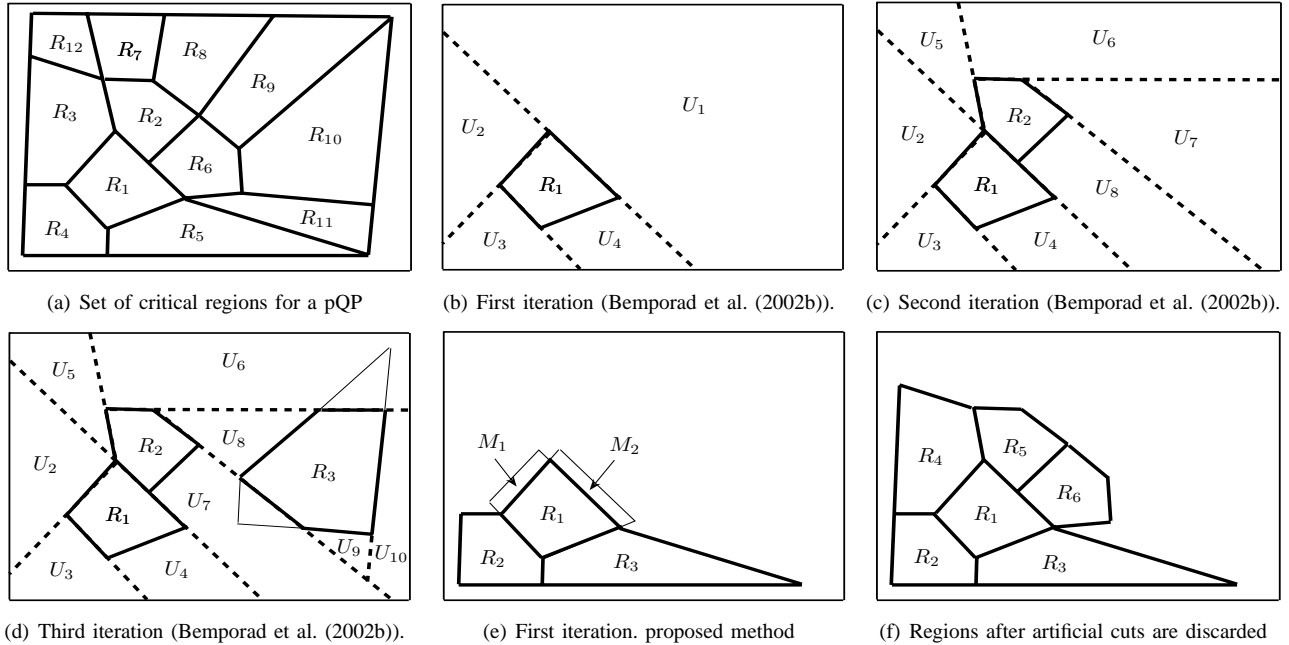 R12
R7
R8
R9
R3
R2
R10
R6
R1
R11
R4
R5
(a) Set of critical regions for a pQP
U1
U2
R1
U3
U4
(b) First iteration (Bemporad et al. (2002b)).
U5
U6
R2
U2
U7
R1
U8
U3
U4
(c) Second iteration (Bemporad et al. (2002b)).
U6
U5
R2
U8
U2
R3
U7
R1
U9
U10
U3
U4
(d) Third iteration (Bemporad et al. (2002b)).
M1
M2
R1
R2
R3
(e) First iteration. proposed method
R5
R4
R6
R1
R2
R3
(f) Regions after artificial cuts are discarded